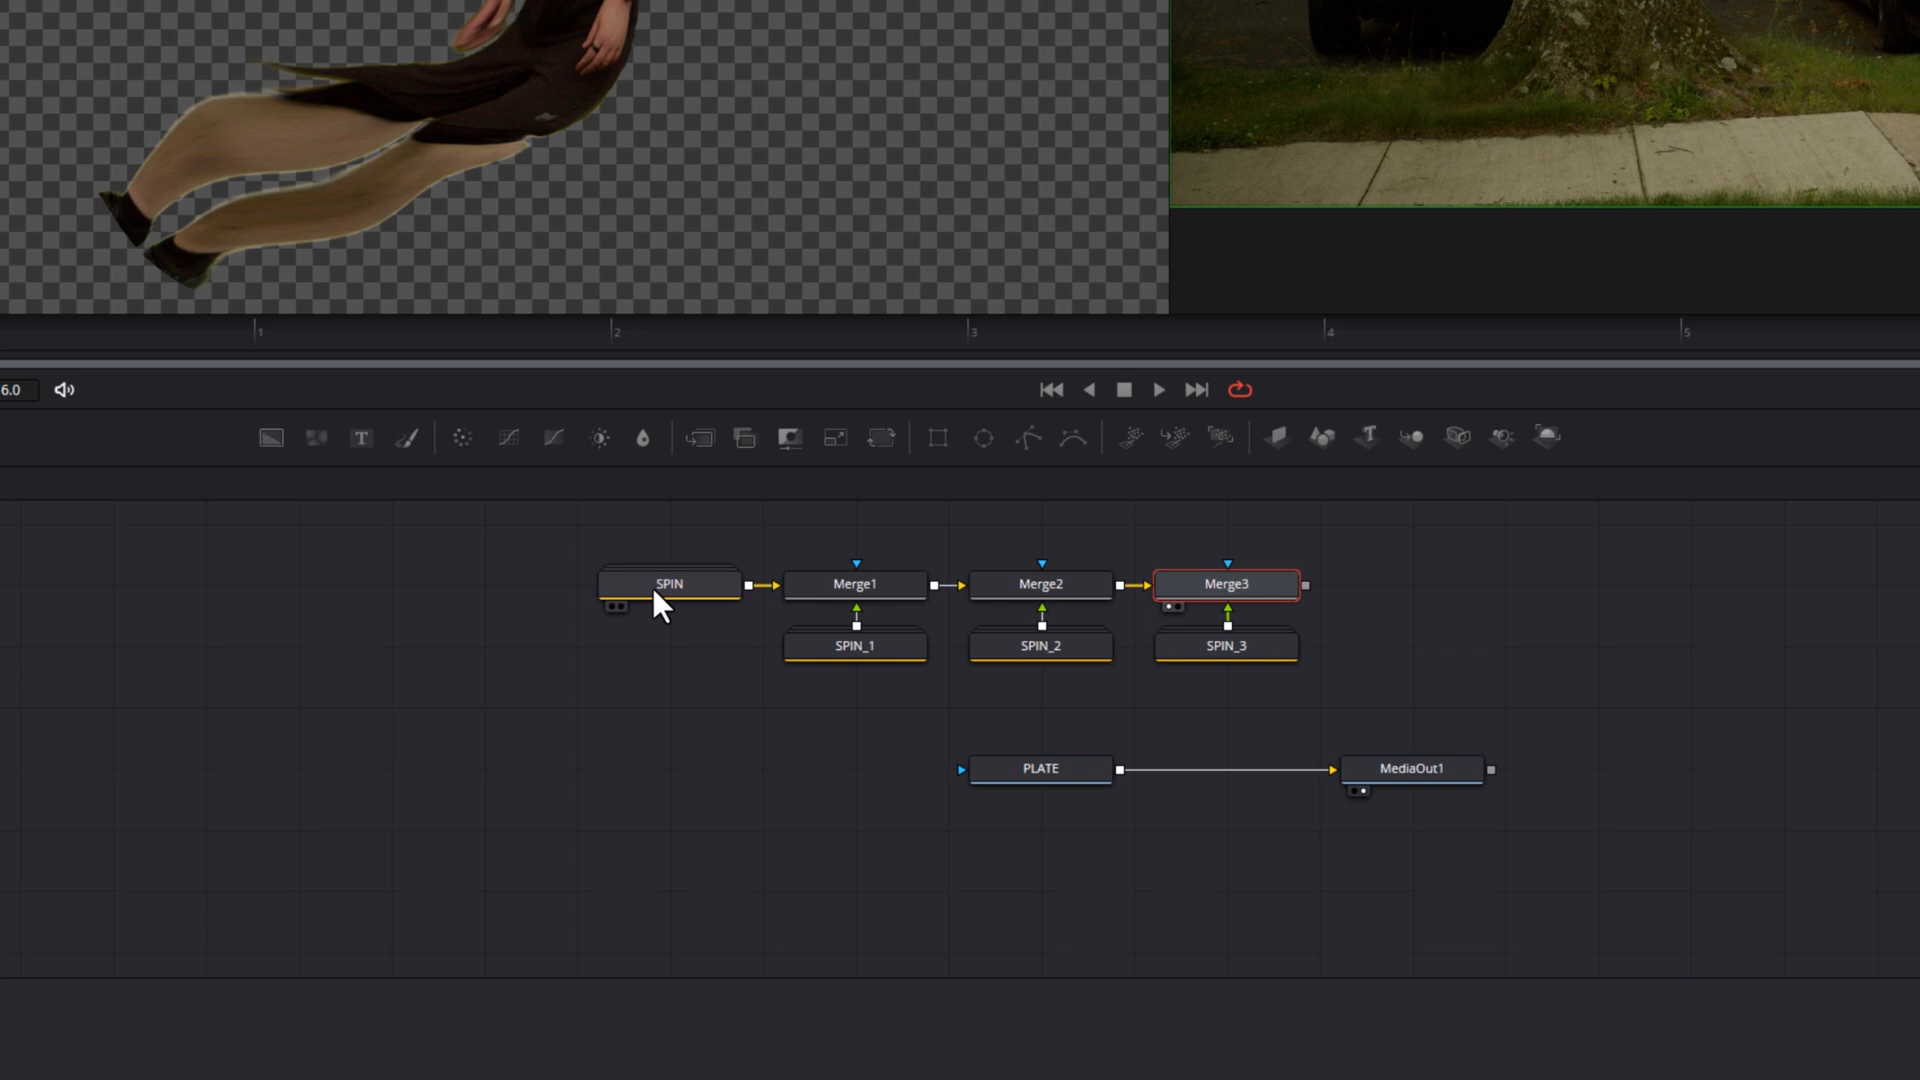 1
2
3
4
5
6.0
T
SPIN
Merge1
Merge2
Merge3
SPIN_1
SPIN_2
SPIN_3
PLATE
MediaOut1